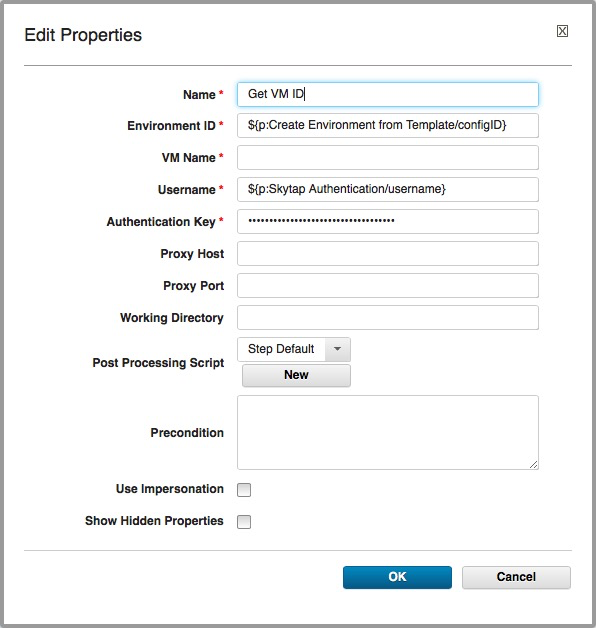 Edit Properties
Name * Get VM ID
Environment ID * ${p:Create Environment from Template/configID}
VM Name *
Username * ${p:Skytap Authentication/username}
Authentication Key * ••••••••••••••••••••••••••••••••••
Proxy Host
Proxy Port
Working Directory
Post Processing Script Step Default
New
Precondition
Use Impersonation
Show Hidden Properties
OK Cancel